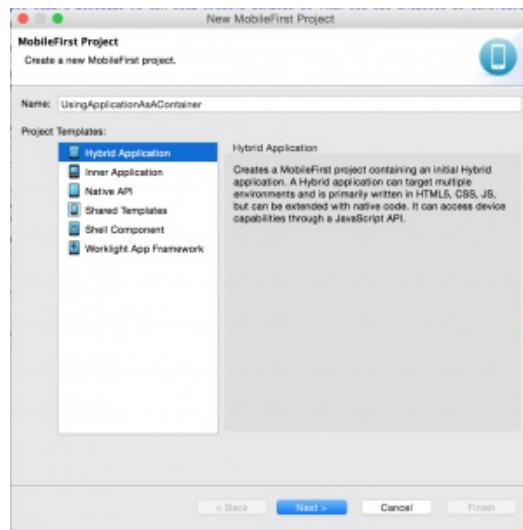 New MobileFirst Project
MobileFirst Project
Create a new MobileFirst project.
Name: UsingApplicationAsAContainer
Project Templates:
Hybrid Application
Inner Application
Native API
Shared Templates
Shell Component
Worklight App Framework
Hybrid Application
Creates a MobileFirst project containing an initial Hybrid
application. A Hybrid application can target multiple
environments and is primarily written in HTML5, CSS, JS,
but can be extended with native code. It can access device
capabilities through a JavaScript API.
< Back
Next >
Cancel
Finish